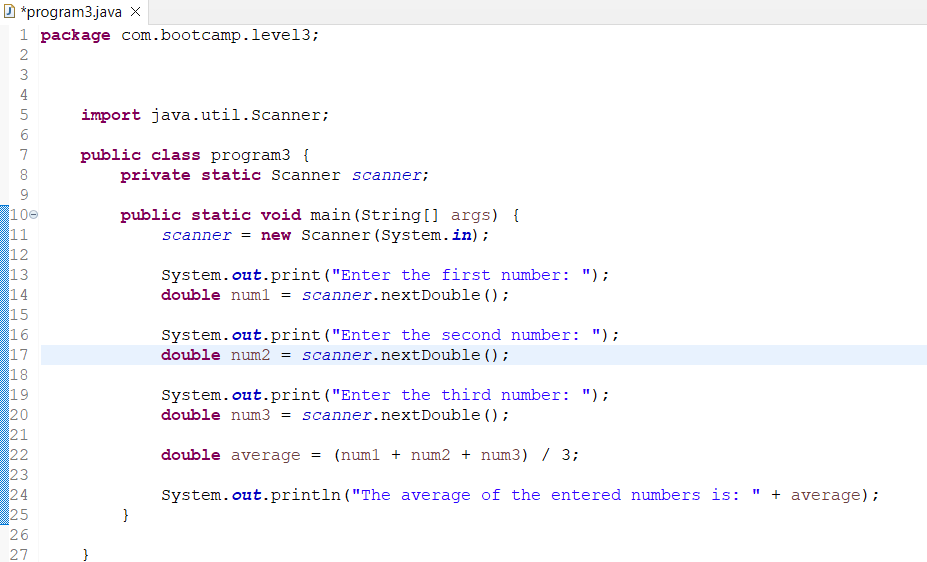 *program3.java ×
1 package com.bootcamp.level3;
2
3
4
5     import java.util.Scanner;
6
7     public class program3 {
8         private static Scanner scanner;
9
10        public static void main(String[] args) {
11            scanner = new Scanner(System.in);
12
13            System.out.print("Enter the first number: ");
14            double num1 = scanner.nextDouble();
15
16            System.out.print("Enter the second number: ");
17            double num2 = scanner.nextDouble();
18
19            System.out.print("Enter the third number: ");
20            double num3 = scanner.nextDouble();
21
22            double average = (num1 + num2 + num3) / 3;
23
24            System.out.println("The average of the entered numbers is: " + average);
25        }
26
27    }